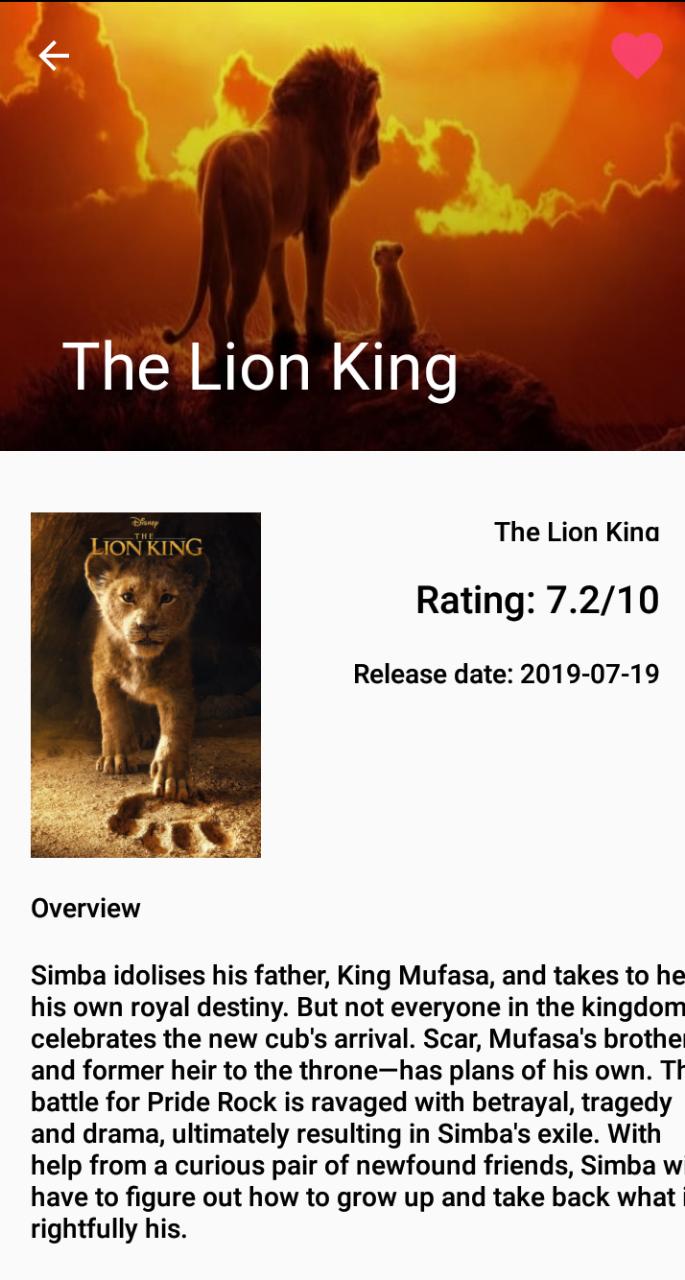 The Lion King
Disney
THE
LION KING
The Lion King
Rating: 7.2/10
Release date: 2019-07-19
Overview
Simba idolises his father, King Mufasa, and takes to he
his own royal destiny. But not everyone in the kingdom
celebrates the new cub's arrival. Scar, Mufasa's brother
and former heir to the throne—has plans of his own. Th
battle for Pride Rock is ravaged with betrayal, tragedy
and drama, ultimately resulting in Simba's exile. With
help from a curious pair of newfound friends, Simba wi
have to figure out how to grow up and take back what i
rightfully his.